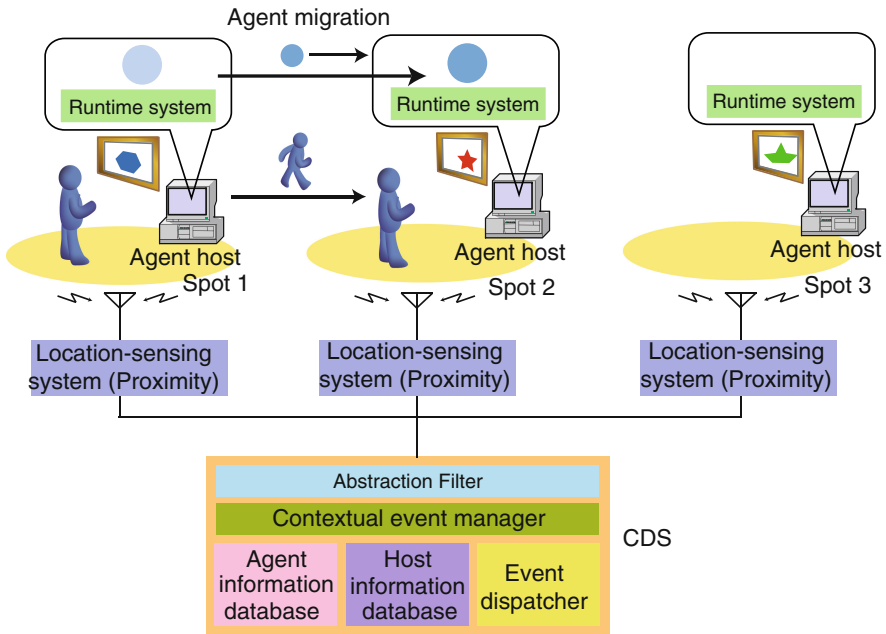 Agent migration
Runtime system
Runtime system
Runtime system
Agent host
Spot 1
Agent host
Spot 2
Agent host
Spot 3
Location-sensing
system (Proximity)
Location-sensing
system (Proximity)
Location-sensing
system (Proximity)
Abstraction Filter
Contextual event manager
CDS
Agent
information
database
Host
information
database
Event
dispatcher